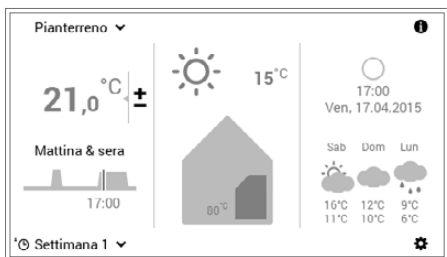 Pianterreno
21,0 °C ±
15°C
17:00
Ven, 17.04.2015
Mattina & sera
17:00
80°C
Sab Dom Lun
16°C 12°C 9°C
11°C 10°C 6°C
Settimana 1